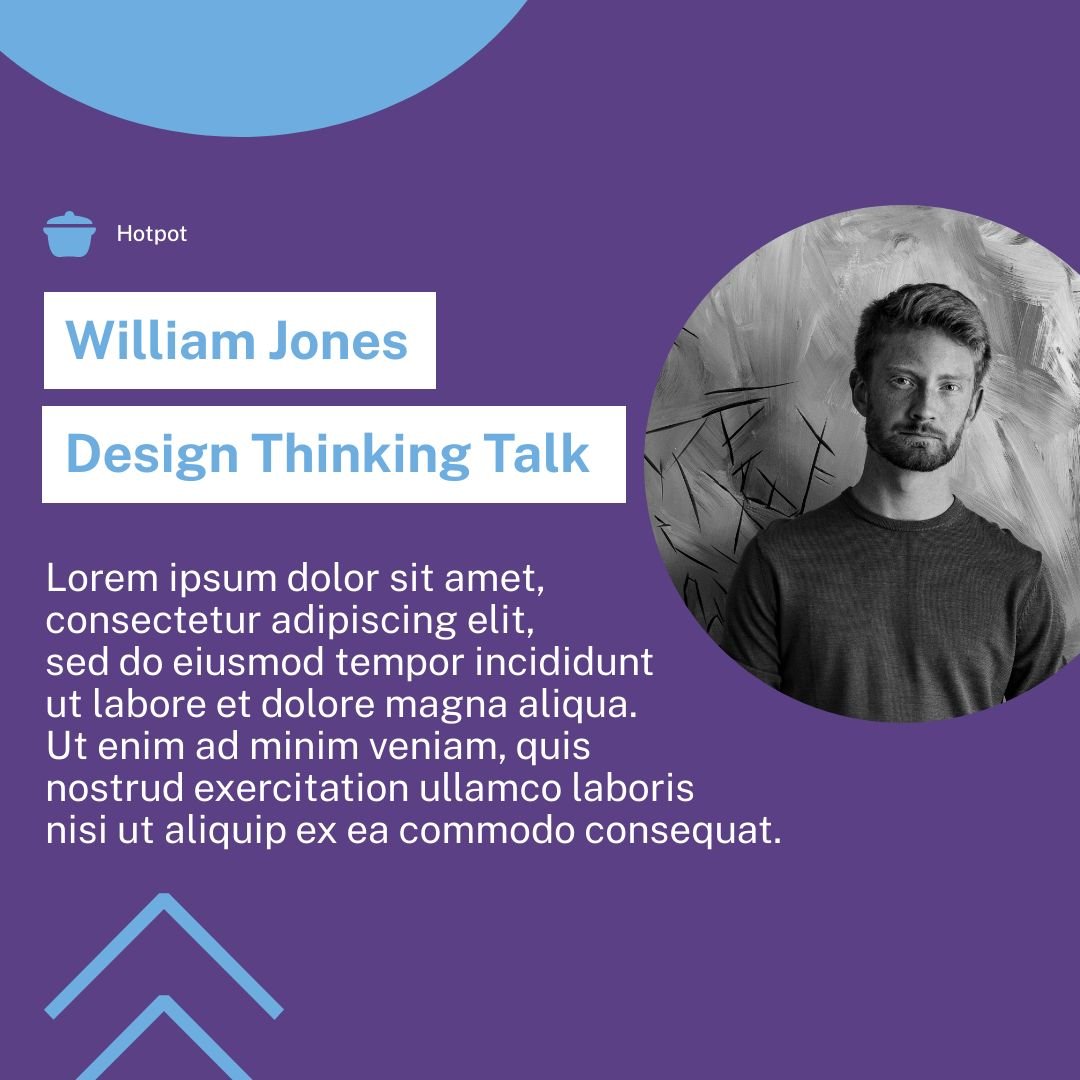 Hotpot
William Jones
Design Thinking Talk
Lorem ipsum dolor sit amet,
consectetur adipiscing elit,
sed do eiusmod tempor incididunt
ut labore et dolore magna aliqua.
Ut enim ad minim veniam, quis
nostrud exercitation ullamco laboris
nisi ut aliquip ex ea commodo consequat.